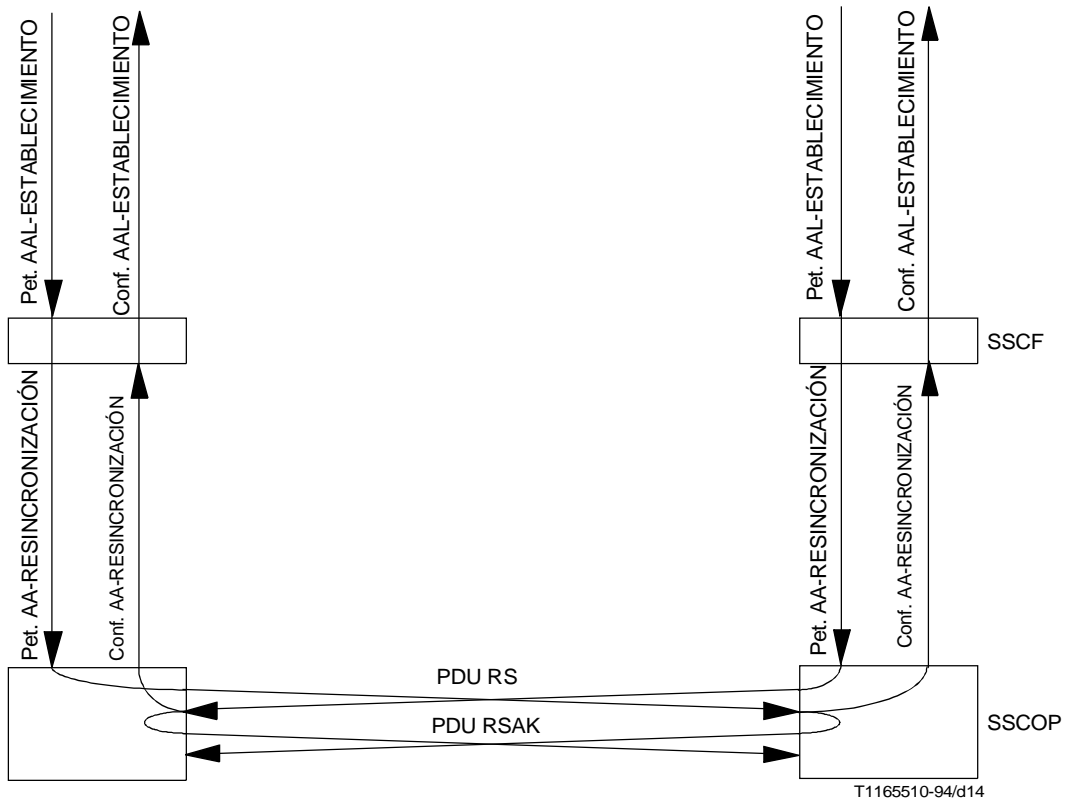 Pet. AAL-ESTABLECIMIENTO
Conf. AAL-ESTABLECIMIENTO
Pet. AAL-ESTABLECIMIENTO
Conf. AAL-ESTABLECIMIENTO
SSCF
Pet. AA-RESINCRONIZACIÓN
Conf. AA-RESINCRONIZACIÓN
Pet. AA-RESINCRONIZACIÓN
Conf. AA-RESINCRONIZACIÓN
PDU RS
PDU RSAK
SSCOP
T1165510-94/d14